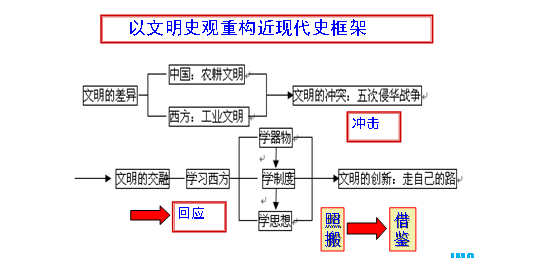 以文明史观重构近现代史框架
中国：农耕文明
文明的差异
文明的冲突：五次侵华战争
西方：工业文明
冲击
学器物
文明的交融
学习西方
学制度
文明的创新：走自己的路
回应
学思想
照搬
借鉴